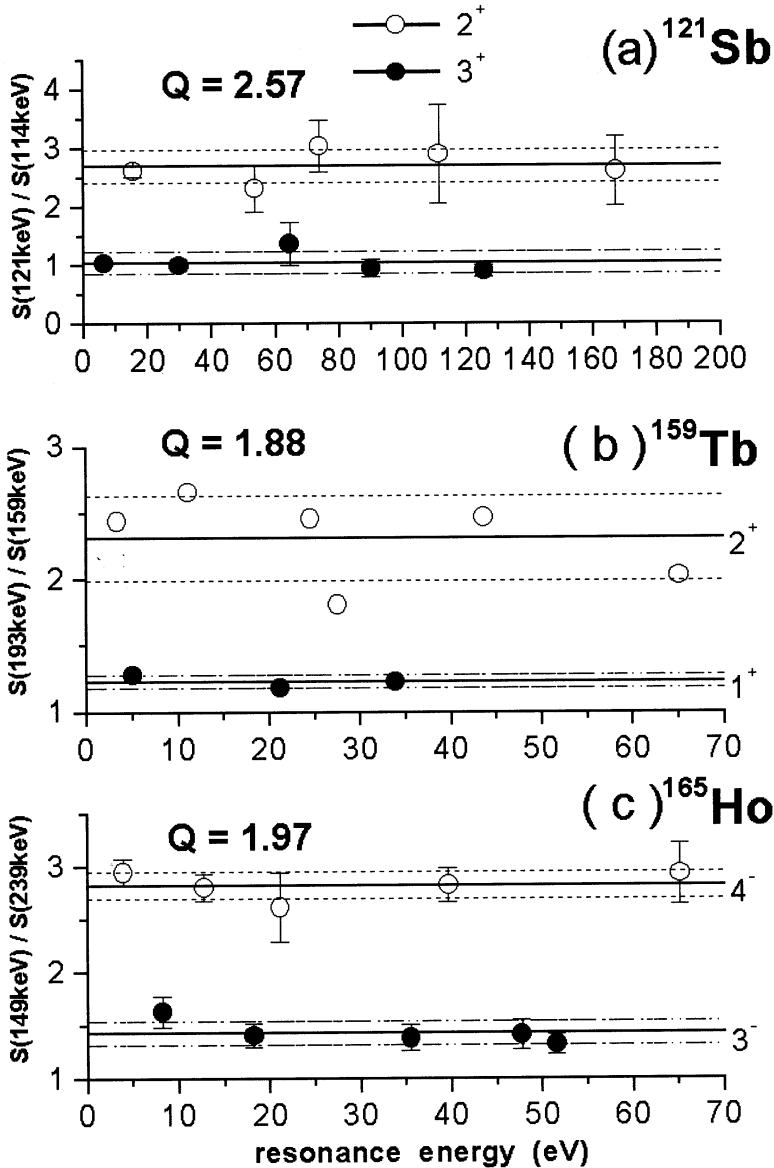 2⁺
3⁺
(a) ¹²¹Sb
Q = 2.57
S(121keV) / S(114keV)
4
3
2
1
0
0 20 40 60 80 100 120 140 160 180 200
(b) ¹⁵⁹Tb
Q = 1.88
S(193keV) / S(159keV)
3
2
1
2⁺
1⁺
0 10 20 30 40 50 60 70
(c) ¹⁶⁵Ho
Q = 1.97
S(149keV) / S(239keV)
3
2
1
4⁻
3⁻
0 10 20 30 40 50 60 70
resonance energy (eV)